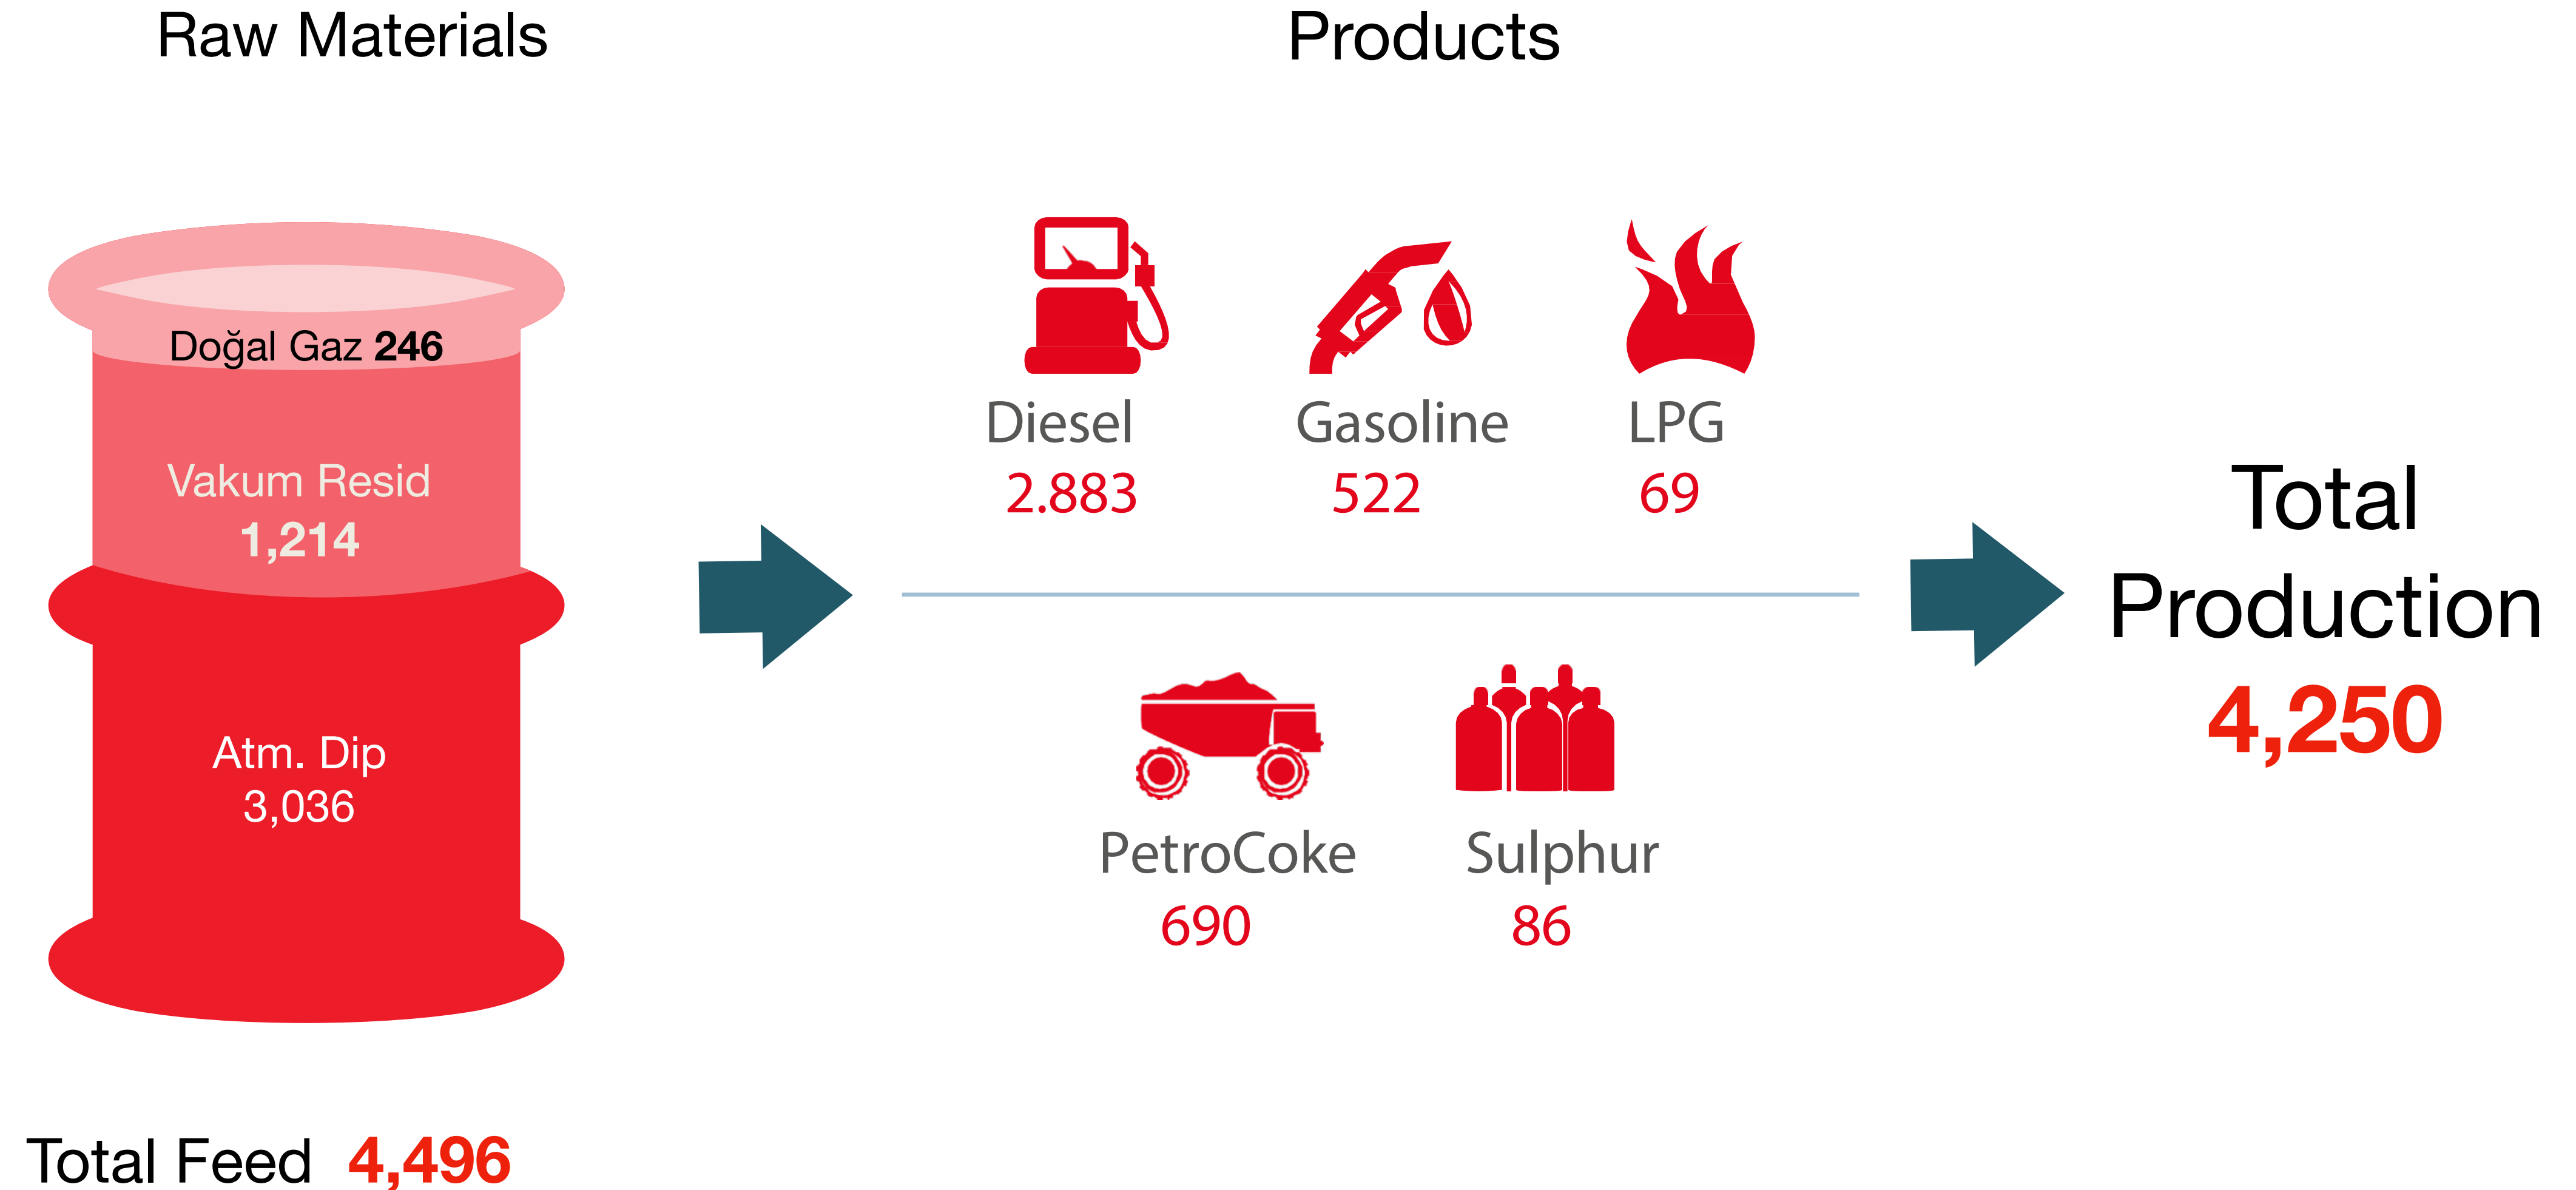 Raw Materials
Products
Doğal Gaz 246
Vakum Resid
1,214
Atm. Dip
3,036
Total Feed 4,496
Diesel
2.883
Gasoline
522
LPG
69
PetroCoke
690
Sulphur
86
Total
Production
4,250